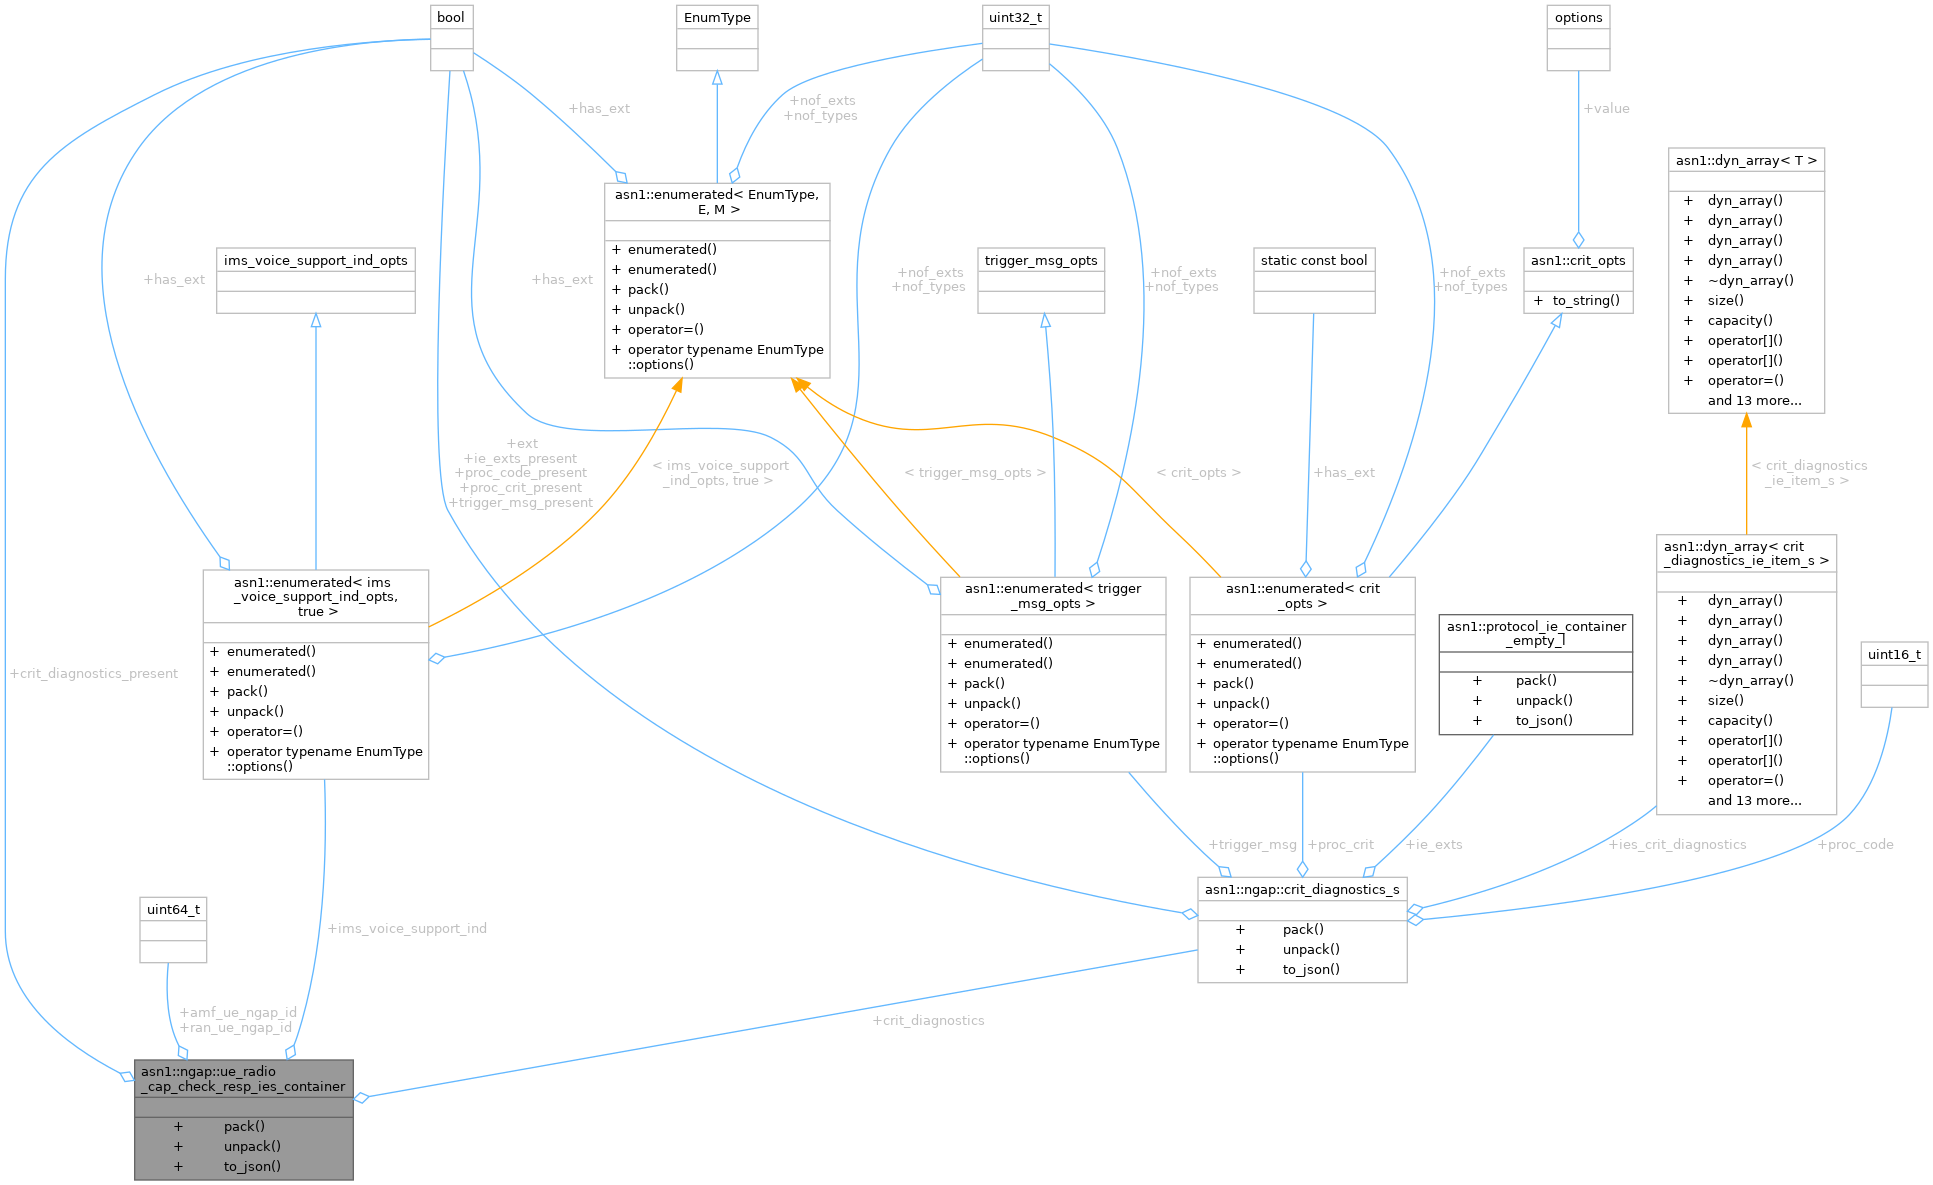 bool
EnumType
uint32_t
options
+has_ext
+nof_exts
+nof_types
+value
asn1::dyn_array< T >
+ dyn_array()
+ dyn_array()
+ dyn_array()
+ dyn_array()
+ ~dyn_array()
+ size()
+ capacity()
+ operator[]()
+ operator[]()
+ operator=()
and 13 more...
asn1::enumerated< EnumType,
E, M >
+ enumerated()
+ enumerated()
+ pack()
+ unpack()
+ operator=()
+ operator typename EnumType
::options()
ims_voice_support_ind_opts
trigger_msg_opts
static const bool
asn1::crit_opts
+ to_string()
+has_ext
+has_ext
+nof_exts
+nof_types
+nof_exts
+nof_types
+nof_exts
+nof_types
+ext
+ie_exts_present
+proc_code_present
+proc_crit_present
+trigger_msg_present
< ims_voice_support
_ind_opts, true >
< trigger_msg_opts >
< crit_opts >
+has_ext
< crit_diagnostics
_ie_item_s >
asn1::enumerated< ims
_voice_support_ind_opts,
true >
+ enumerated()
+ enumerated()
+ pack()
+ unpack()
+ operator=()
+ operator typename EnumType
::options()
asn1::enumerated< trigger
_msg_opts >
+ enumerated()
+ enumerated()
+ pack()
+ unpack()
+ operator=()
+ operator typename EnumType
::options()
asn1::enumerated< crit
_opts >
+ enumerated()
+ enumerated()
+ pack()
+ unpack()
+ operator=()
+ operator typename EnumType
::options()
asn1::protocol_ie_container
_empty_l
+ pack()
+ unpack()
+ to_json()
asn1::dyn_array< crit
_diagnostics_ie_item_s >
+ dyn_array()
+ dyn_array()
+ dyn_array()
+ dyn_array()
+ ~dyn_array()
+ size()
+ capacity()
+ operator[]()
+ operator[]()
+ operator=()
and 13 more...
uint16_t
+crit_diagnostics_present
+trigger_msg
+proc_crit
+ie_exts
+ies_crit_diagnostics
+proc_code
uint64_t
+ims_voice_support_ind
asn1::ngap::crit_diagnostics_s
+ pack()
+ unpack()
+ to_json()
+amf_ue_ngap_id
+ran_ue_ngap_id
+crit_diagnostics
asn1::ngap::ue_radio
_cap_check_resp_ies_container
+ pack()
+ unpack()
+ to_json()